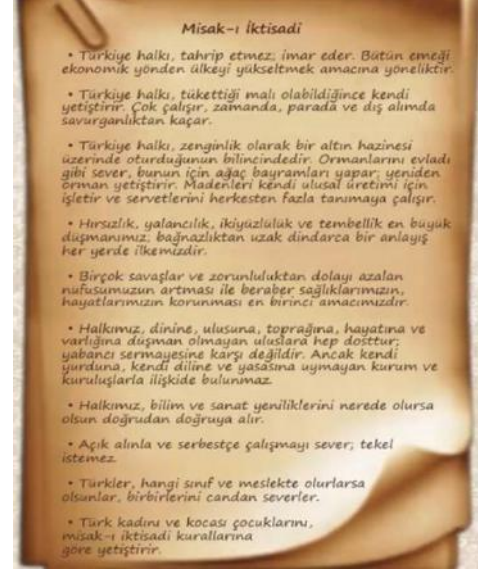 Misak-ı İktisadi
• Türkiye halkı, tahrip etmez; imar eder. Bütün emeği
ekonomik yönden ülkeyi yükseltmek amacına yöneliktir.
• Türkiye halkı, tükettiği malı olabildiğince kendi
yetiştirir. Çok çalışır, zamanda, parada ve dış alımda
savurganlıktan kaçar.
• Türkiye halkı, zenginlik olarak bir altın hazinesi
üzerinde oturduğunun bilincindedir. Ormanlarını evladı
gibi sever, bunun için ağaç bayramları yapar; yeniden
orman yetiştirir. Madenleri kendi ulusal üretimi için
işletir ve servetlerini herkesten fazla tanımaya çalışır.
• Hırsızlık, yalancılık, ikiyüzlülük ve tembellik en büyük
düşmanımız; bağnazlıktan uzak dindarca bir anlayış
her yerde ilkemizdir.
• Birçok savaşlar ve zorunluluktan dolayı azalan
nüfusumuzun artması ile beraber sağlıklarımızın,
hayatlarımızın korunması en birinci amacımızdır.
• Halkımız, dinine, ulusuna, toprağına, hayatına ve
varlığına düşman olmayan uluslara hep dosttur;
yabancı sermayesine karşı değildir. Ancak kendi
yurduna, kendi diline ve yasasına uymayan kurum ve
kuruluşlarla ilişkide bulunmaz.
• Halkımız, bilim ve sanat yeniliklerini nerede olursa
olsun doğrudan doğruya alır.
• Açık alınla ve serbestçe çalışmayı sever; tekel
istemez.
• Türkler, hangi sınıf ve meslekte olurlarsa
olsunlar, birbirlerini candan severler.
• Türk kadını ve kocası çocuklarını,
misak-ı iktisadi kurallarına
göre yetiştirir.